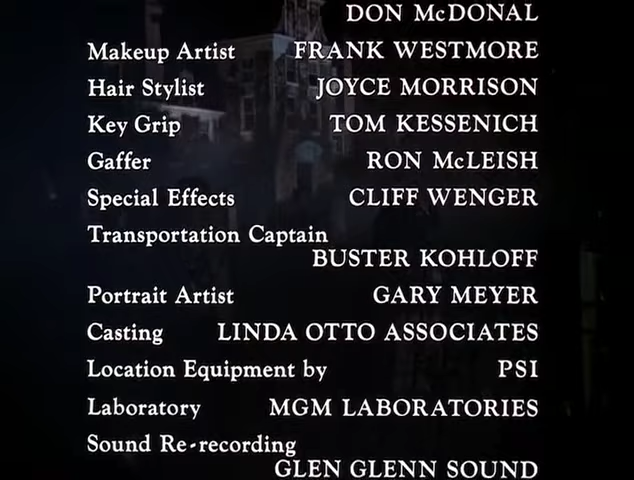 DON McDONAL
Makeup Artist FRANK WESTMORE
Hair Stylist JOYCE MORRISON
Key Grip TOM KESSENICH
Gaffer RON McLEISH
Special Effects CLIFF WENGER
Transportation Captain
BUSTER KOHLOFF
Portrait Artist GARY MEYER
Casting LINDA OTTO ASSOCIATES
Location Equipment by PSI
Laboratory MGM LABORATORIES
Sound Re-recording
GLEN GLENN SOUND